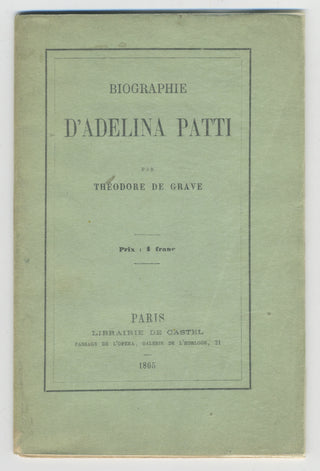 BIOGRAPHIE
D'ADELINA PATTI
PAR
THÉODORE DE GRAVE
Prix : 1 franc
PARIS
LIBRAIRIE DE CASTEL
PASSAGE DE L'OPÉRA, GALERIE DE L'HORLOGE, 21
1865